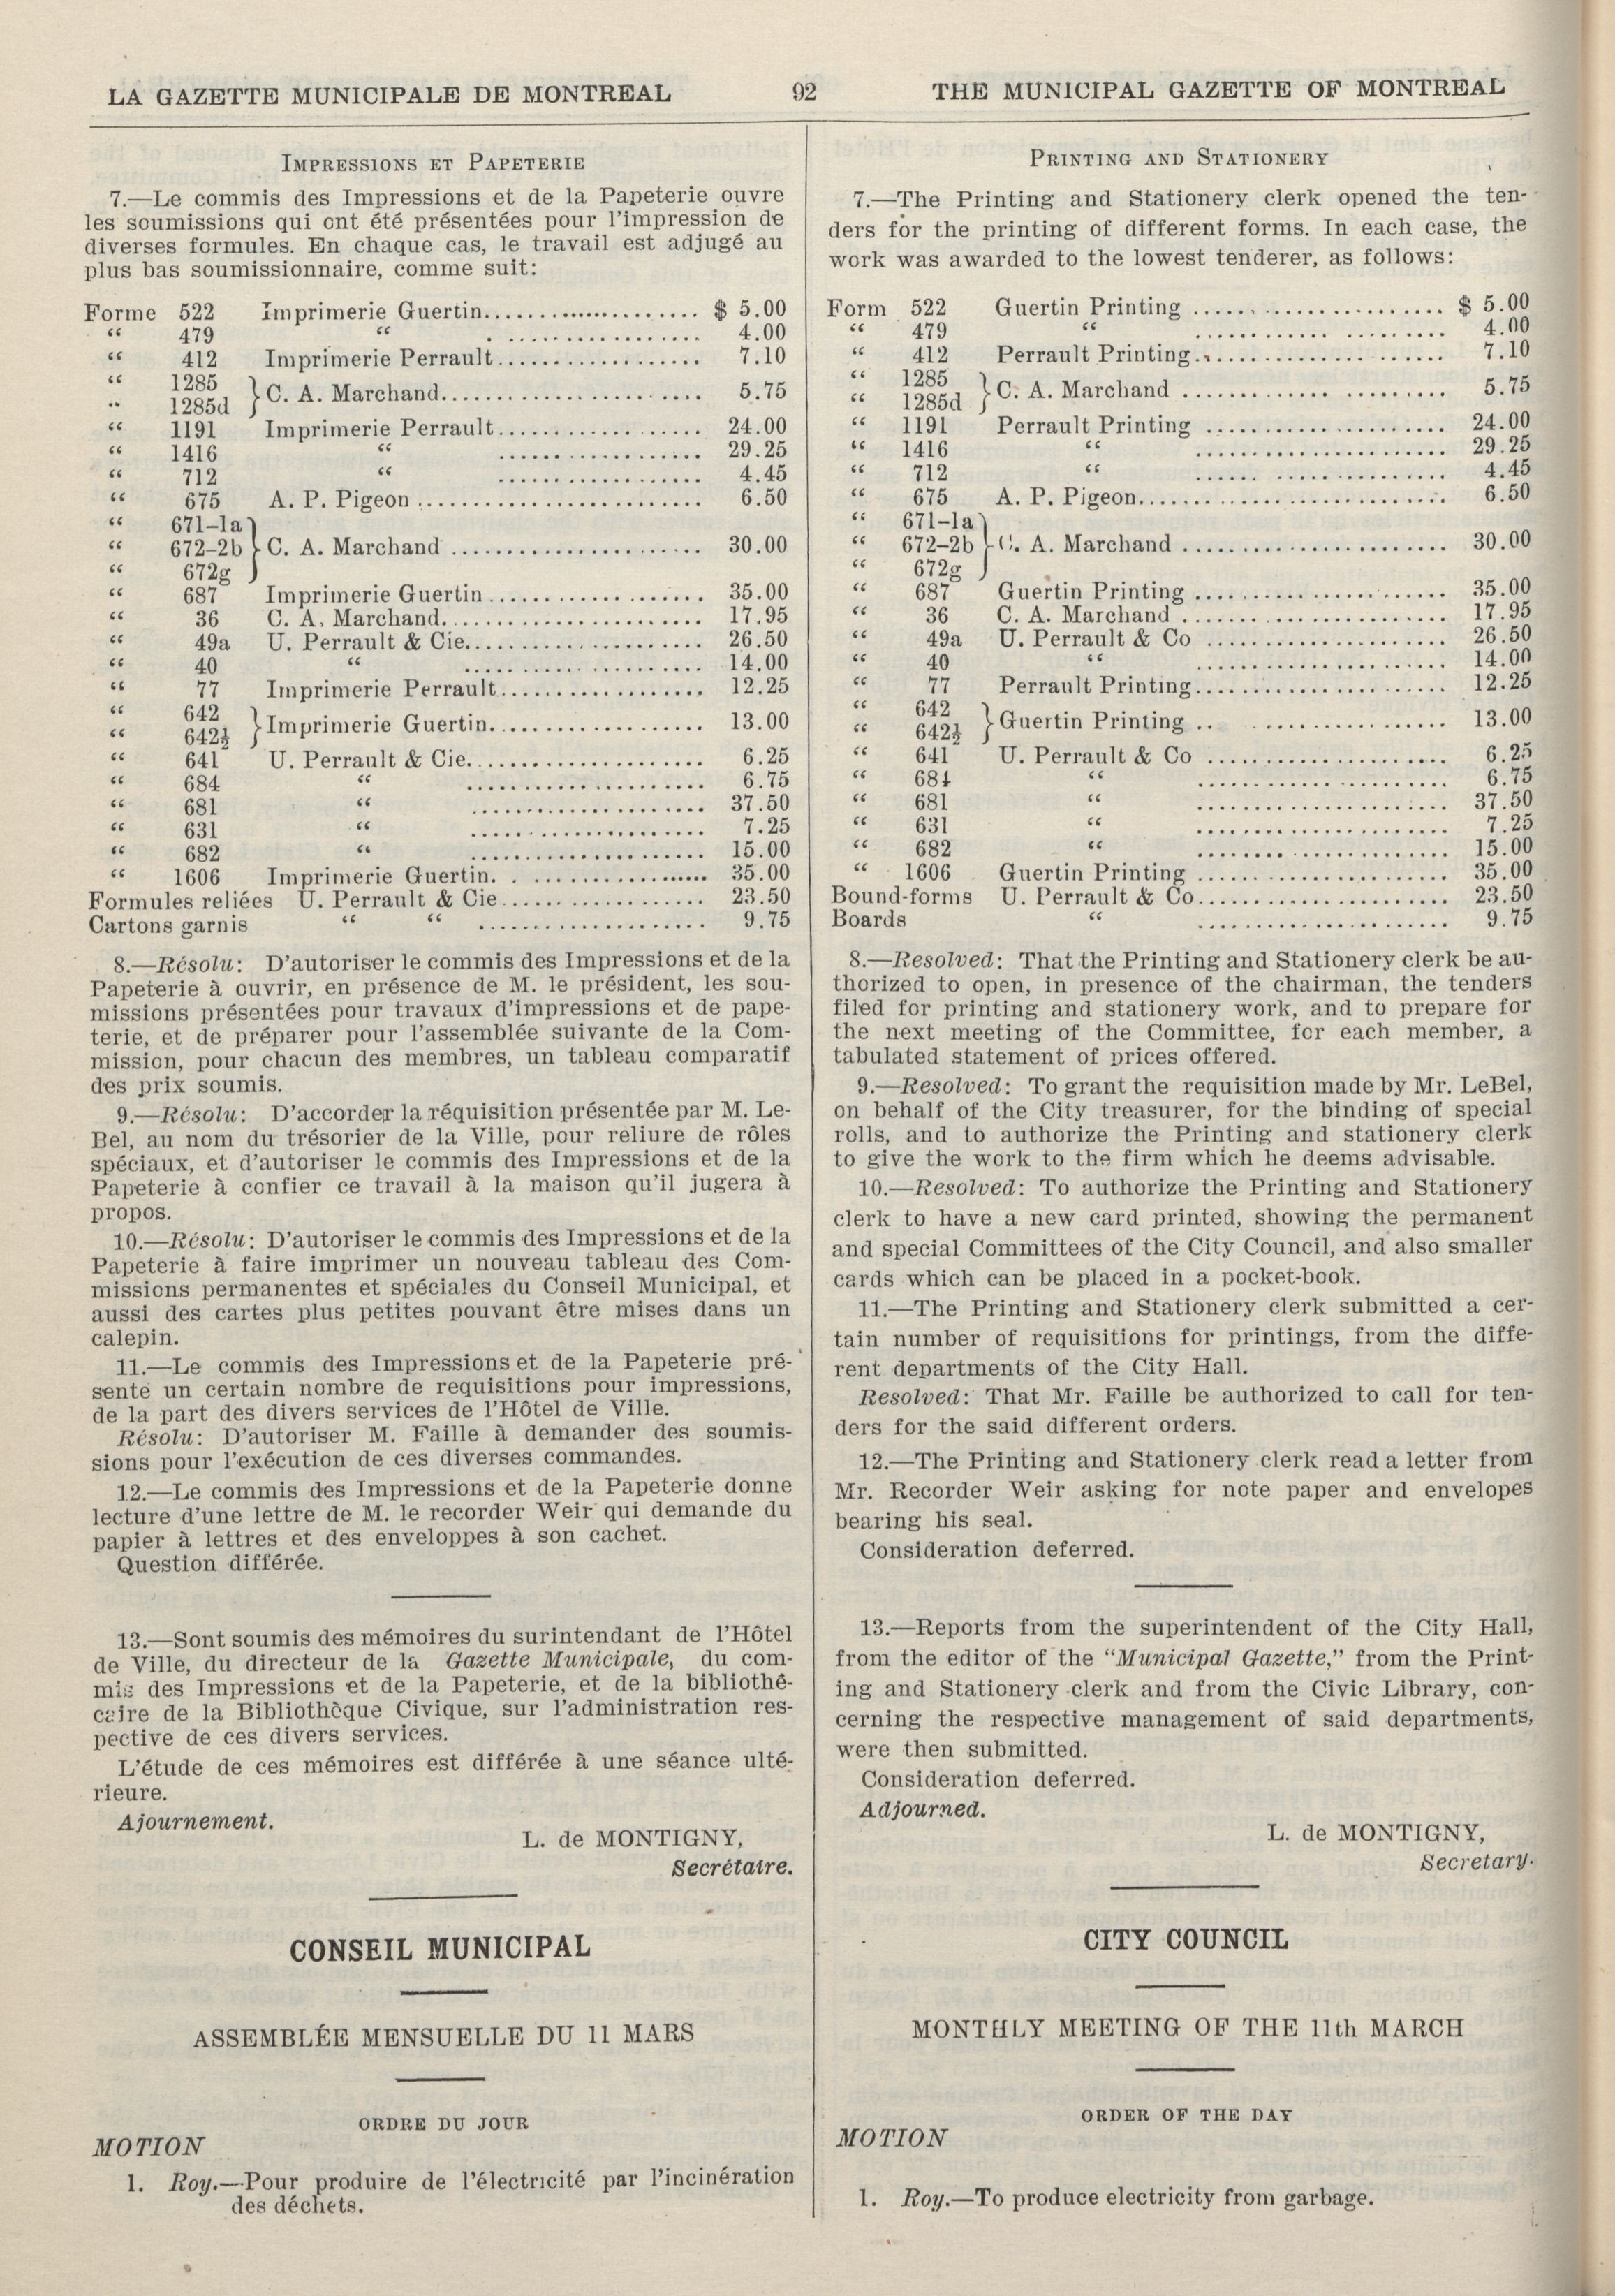 LA GAZETTE MUNICIPALE DE MONTREAL 92 THE MUNICIPAL GAZETTE OF MONTREAL
IMPRESSIONS ET PAPETERIE
7.—Le commis des Impressions et de la Papeterie ouvre
les soumissions qui ont été présentées pour l'impression de
diverses formules. En chaque cas, le travail est adjugé au
plus bas soumissionnaire, comme suit:
Forme 522 Imprimerie Guertin........................ $ 5.00
“ 479 “ .................. 4.00
“ 412 Imprimerie Perrault.................. 7.10
“ 1285 } C. A. Marchand........................ 5.75
“ 1285d
“ 1191 Imprimerie Perrault.................. 24.00
“ 1416 “ .................. 29.25
“ 712 “ .................. 4.45
“ 675 A. P. Pigeon ........................ 6.50
“ 671-1a
“ 672-2b } C. A. Marchand ...................... 30.00
“ 672g
“ 687 Imprimerie Guertin................... 35.00
“ 36 C. A. Marchand....................... 17.95
“ 49a U. Perrault & Cie..................... 26.50
“ 40 “ ..................... 14.00
“ 77 Imprimerie Perrault.................. 12.25
“ 642 } Imprimerie Guertin................... 13.00
“ 642½
“ 641 U. Perrault & Cie..................... 6.25
“ 684 “ ..................... 6.75
“ 681 “ ..................... 37.50
“ 631 “ ..................... 7.25
“ 682 “ ..................... 15.00
“ 1606 Imprimerie Guertin................... 35.00
Formules reliées U. Perrault & Cie.................. 23.50
Cartons garnis “ “ .................... 9.75
8.—Résolu: D'autoriser le commis des Impressions et de la
Papeterie à ouvrir, en présence de M. le président, les sou-
missions présentées pour travaux d'impressions et de pape-
terie, et de préparer pour l'assemblée suivante de la Com-
mission, pour chacun des membres, un tableau comparatif
des prix soumis.
9.—Résolu: D'accorder la réquisition présentée par M. Le-
Bel, au nom du trésorier de la Ville, pour reliure de rôles
spéciaux, et d'autoriser le commis des Impressions et de la
Papeterie à confier ce travail à la maison qu'il jugera à
propos.
10.—Résolu: D'autoriser le commis des Impressions et de la
Papeterie à faire imprimer un nouveau tableau des Com-
missions permanentes et spéciales du Conseil Municipal, et
aussi des cartes plus petites pouvant être mises dans un
calepin.
11.—Le commis des Impressions et de la Papeterie pré-
sente un certain nombre de requisitions pour impressions,
de la part des divers services de l'Hôtel de Ville.
Résolu: D'autoriser M. Faille à demander des soumis-
sions pour l'exécution de ces diverses commandes.
12.—Le commis des Impressions et de la Papeterie donne
lecture d'une lettre de M. le recorder Weir qui demande du
papier à lettres et des enveloppes à son cachet.
Question différée.
13.—Sont soumis des mémoires du surintendant de l'Hôtel
de Ville, du directeur de la Gazette Municipale, du com-
mis des Impressions et de la Papeterie, et de la bibliothé-
caire de la Bibliothèque Civique, sur l'administration res-
pective de ces divers services.
L'étude de ces mémoires est différée à une séance ulté-
rieure.
Ajournement.
L. de MONTIGNY,
Secrétaire.
CONSEIL MUNICIPAL
ASSEMBLÉE MENSUELLE DU 11 MARS
ORDRE DU JOUR
MOTION
1. Roy.—Pour produire de l'électricité par l'incinération
des déchets.
PRINTING AND STATIONERY
7.—The Printing and Stationery clerk opened the ten-
ders for the printing of different forms. In each case, the
work was awarded to the lowest tenderer, as follows:
Form 522 Guertin Printing ...................... $ 5.00
“ 479 “ ...................... 4.00
“ 412 Perrault Printing...................... 7.10
“ 1285 } C. A. Marchand ...................... 5.75
“ 1285d
“ 1191 Perrault Printing ..................... 24.00
“ 1416 “ ..................... 29.25
“ 712 “ ..................... 4.45
“ 675 A. P. Pigeon........................... 6.50
“ 671-1a
“ 672-2b } C. A. Marchand ....................... 30.00
“ 672g
“ 687 Guertin Printing ...................... 35.00
“ 36 C. A. Marchand ........................ 17.95
“ 49a U. Perrault & Co ...................... 26.50
“ 40 “ ...................... 14.00
“ 77 Perrault Printing...................... 12.25
“ 642 } Guertin Printing .. ................. 13.00
“ 642½
“ 641 U. Perrault & Co ...................... 6.25
“ 684 “ ...................... 6.75
“ 681 “ ...................... 37.50
“ 631 “ ...................... 7.25
“ 682 “ ...................... 15.00
“ 1606 Guertin Printing ...................... 35.00
Bound-forms U. Perrault & Co...................... 23.50
Boards “ ...................... 9.75
8.—Resolved: That the Printing and Stationery clerk be au-
thorized to open, in presence of the chairman, the tenders
filed for printing and stationery work, and to prepare for
the next meeting of the Committee, for each member, a
tabulated statement of prices offered.
9.—Resolved: To grant the requisition made by Mr. LeBel,
on behalf of the City treasurer, for the binding of special
rolls, and to authorize the Printing and stationery clerk
to give the work to the firm which he deems advisable.
10.—Resolved: To authorize the Printing and Stationery
clerk to have a new card printed, showing the permanent
and special Committees of the City Council, and also smaller
cards which can be placed in a pocket-book.
11.—The Printing and Stationery clerk submitted a cer-
tain number of requisitions for printings, from the diffe-
rent departments of the City Hall.
Resolved: That Mr. Faille be authorized to call for ten-
ders for the said different orders.
12.—The Printing and Stationery clerk read a letter from
Mr. Recorder Weir asking for note paper and envelopes
bearing his seal.
Consideration deferred.
13.—Reports from the superintendent of the City Hall,
from the editor of the “Municipal Gazette,” from the Print-
ing and Stationery clerk and from the Civic Library, con-
cerning the respective management of said departments,
were then submitted.
Consideration deferred.
Adjourned.
L. de MONTIGNY,
Secretary.
CITY COUNCIL
MONTHLY MEETING OF THE 11th MARCH
ORDER OF THE DAY
MOTION
1. Roy.—To produce electricity from garbage.